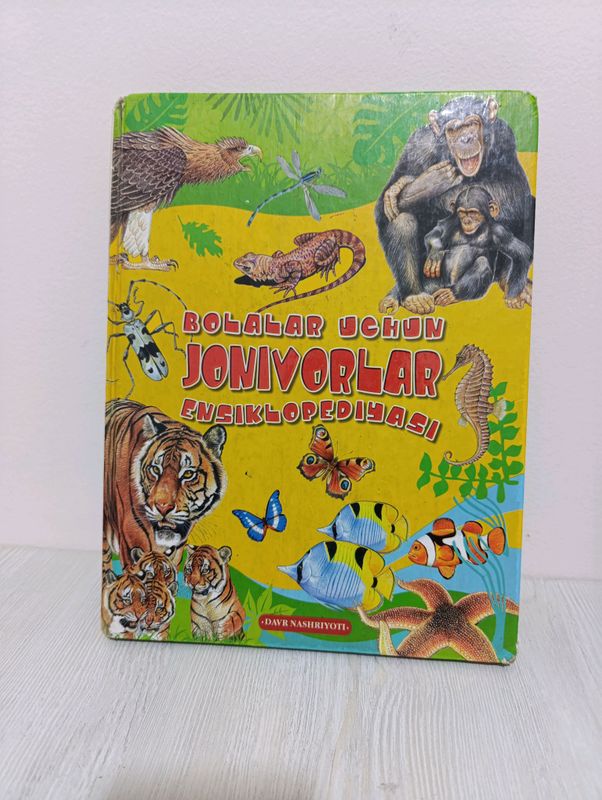 BOLALAR UCHUN
JONIVORLAR
ENSIKLOPEDIYASI
·DAVR NASHRIYOTI·